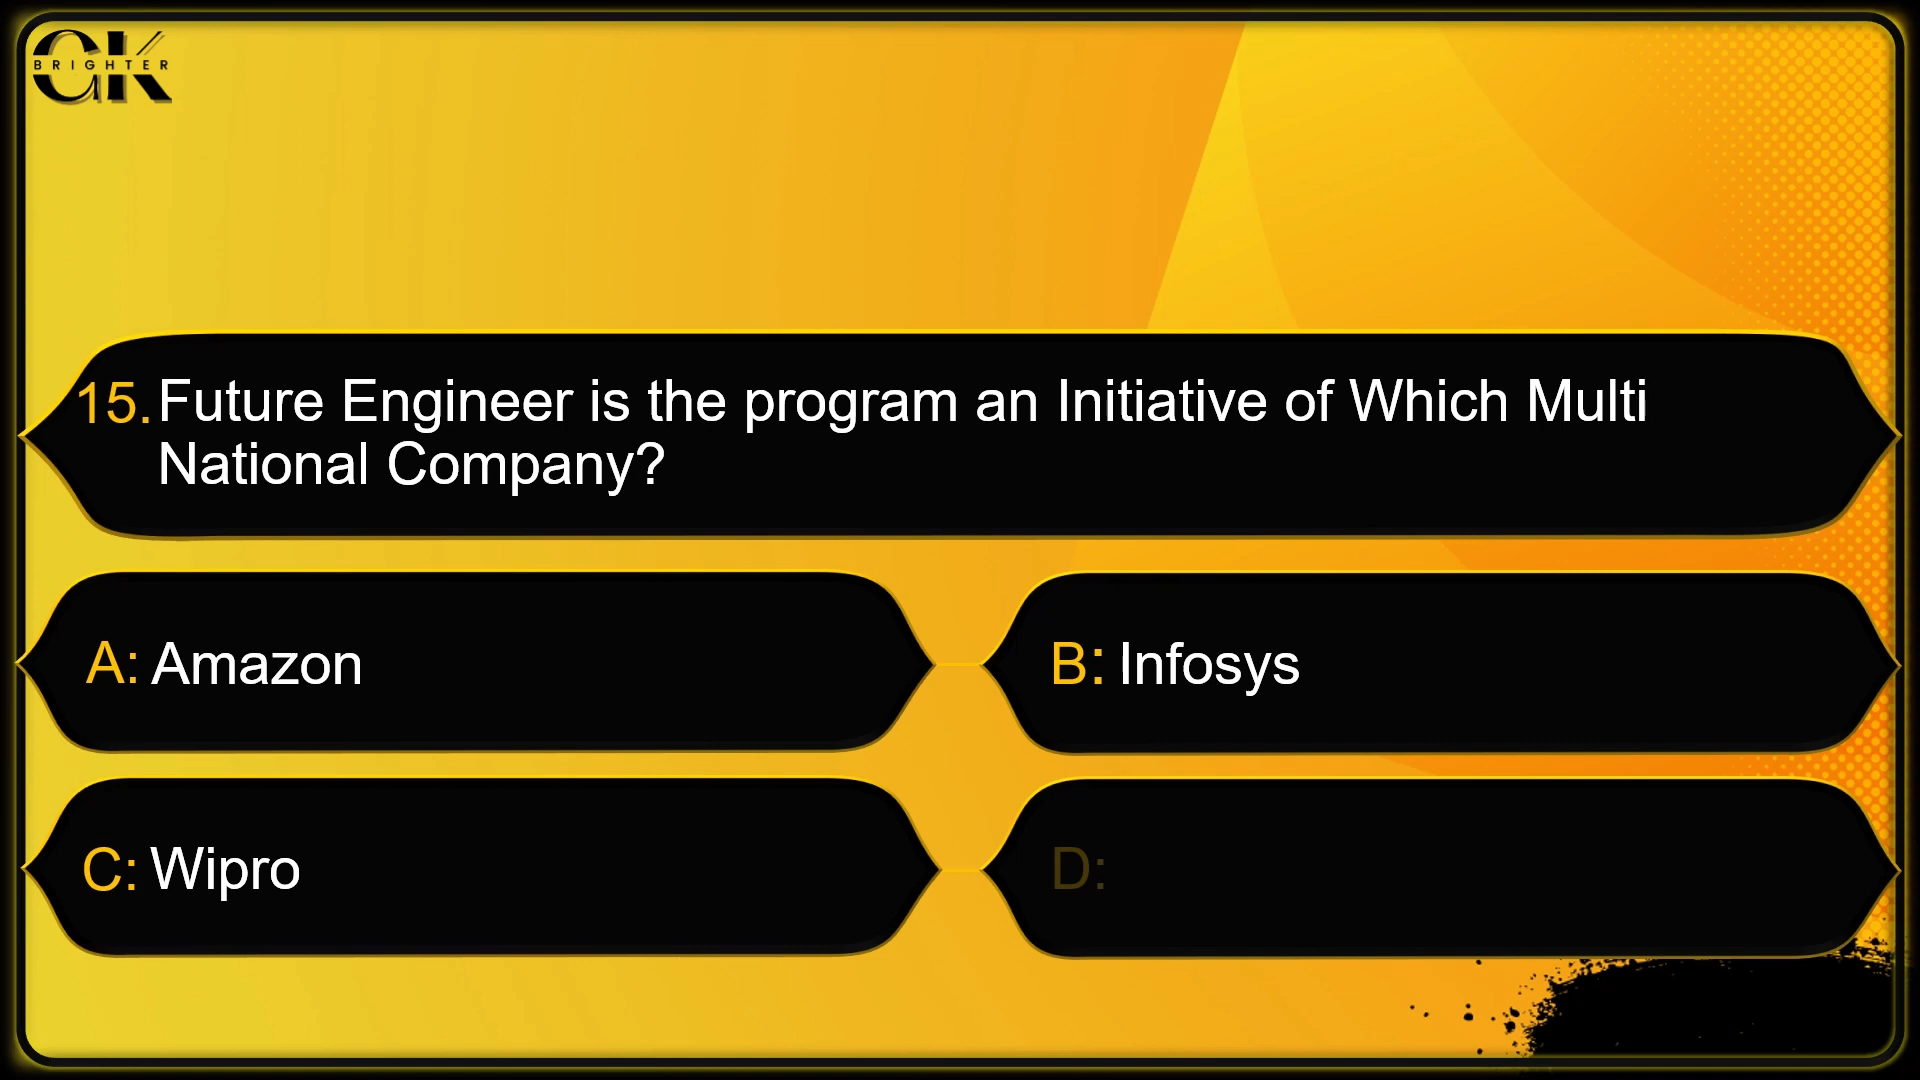 GK
BRIGHTER
15. Future Engineer is the program an Initiative of Which Multi
National Company?
A: Amazon
B: Infosys
C: Wipro
D: